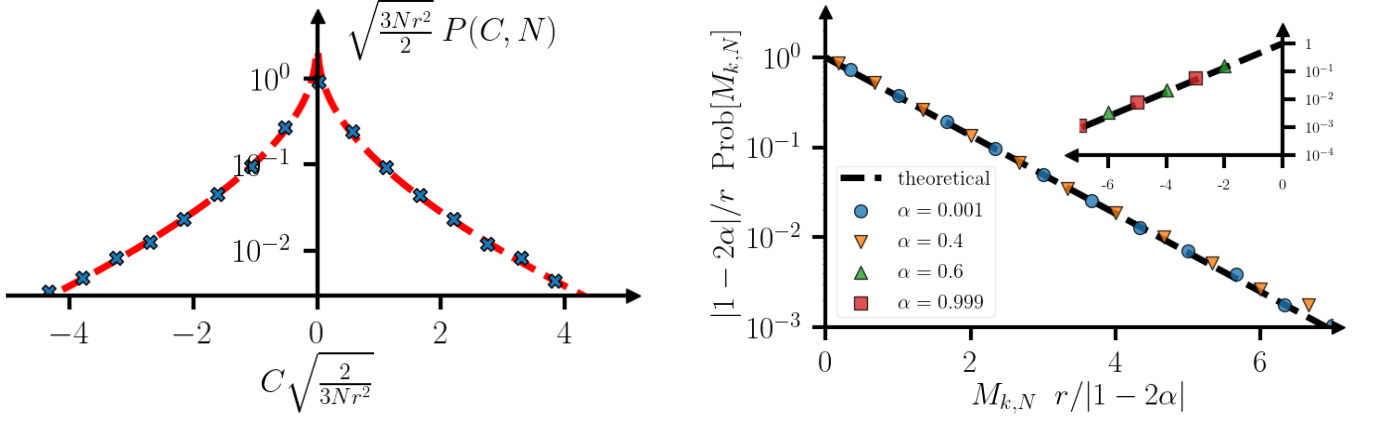 $\sqrt{\frac{3Nr^2}{2}}\ P(C, N)$
$10^0$
$10^{-1}$
$10^{-2}$
−4 −2 0 2 4
$C\sqrt{\frac{2}{3Nr^2}}$
$|1 - 2\alpha|/r\ \ \mathrm{Prob}[M_{k,N}]$
$10^0$
$10^{-1}$
$10^{-2}$
$10^{-3}$
1
$10^{-1}$
$10^{-2}$
$10^{-3}$
$10^{-4}$
-6 -4 -2 0
theoretical
$\alpha = 0.001$
$\alpha = 0.4$
$\alpha = 0.6$
$\alpha = 0.999$
0 2 4 6
$M_{k,N}\ \ r/|1 - 2\alpha|$